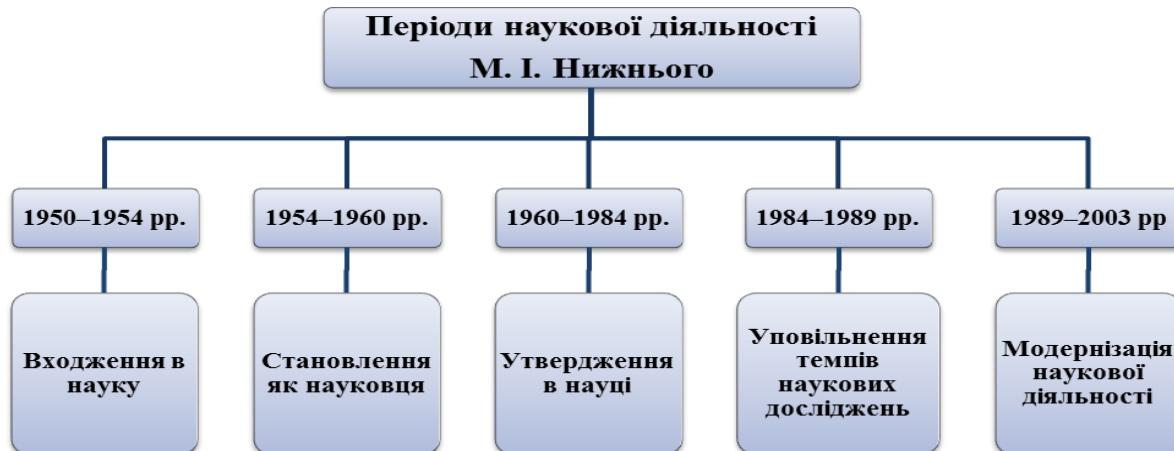 Періоди наукової діяльності
М. І. Нижнього
1950–1954 рр.
1954–1960 рр.
1960–1984 рр.
1984–1989 рр.
1989–2003 рр
Входження в
науку
Становлення
як науковця
Утвердження
в науці
Уповільнення
темпів
наукових
досліджень
Модернізація
наукової
діяльності